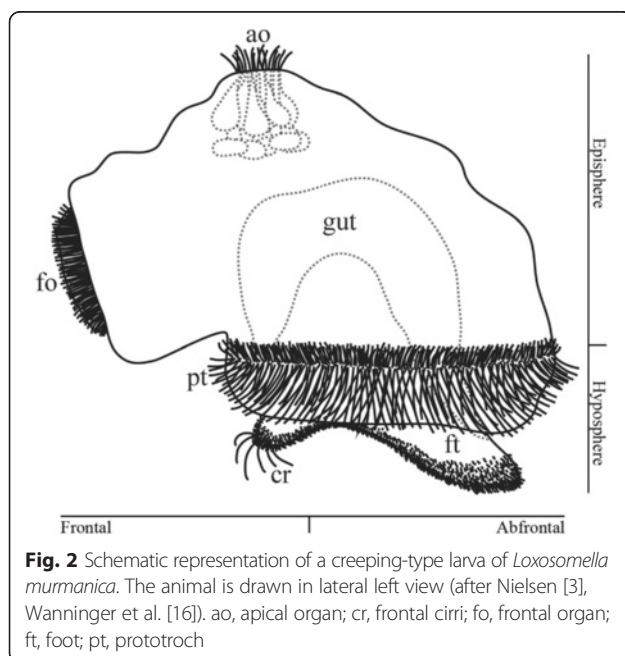 ao
Episphere
gut
fo
pt
Hyposphere
ft
cr
Frontal
Abfrontal
Fig. 2 Schematic representation of a creeping-type larva of Loxosomella
murmanica. The animal is drawn in lateral left view (after Nielsen [3],
Wanninger et al. [16]). ao, apical organ; cr, frontal cirri; fo, frontal organ;
ft, foot; pt, prototroch